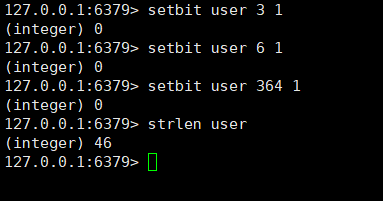 127.0.0.1:6379> setbit user 3 1
(integer) 0
127.0.0.1:6379> setbit user 6 1
(integer) 0
127.0.0.1:6379> setbit user 364 1
(integer) 0
127.0.0.1:6379> strlen user
(integer) 46
127.0.0.1:6379>